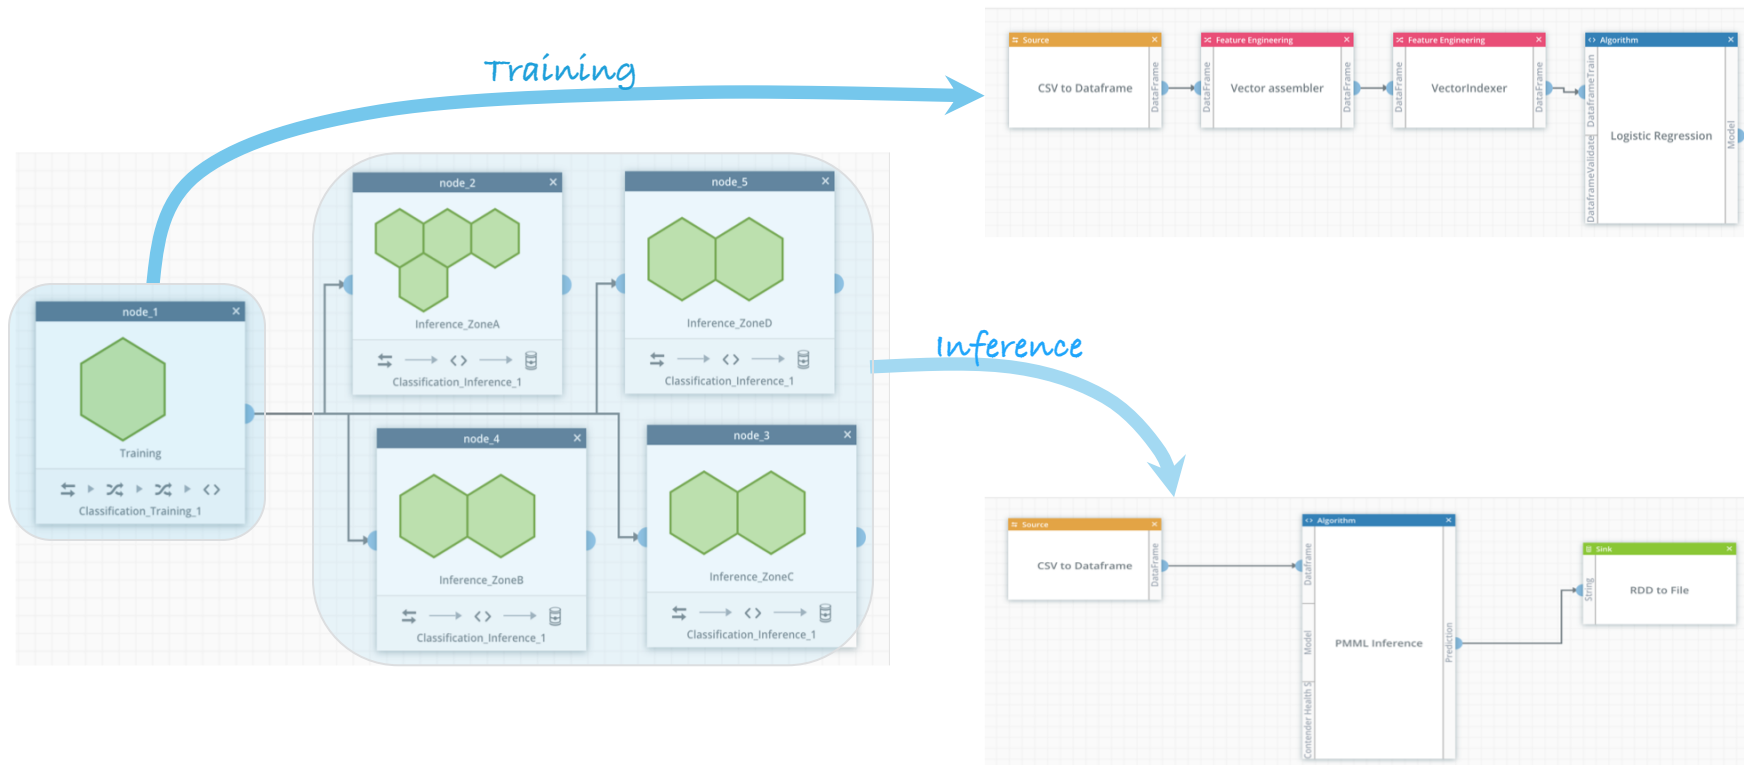 Training
Source
CSV to Dataframe
DataFrame
Feature Engineering
DataFrame
Vector assembler
DataFrame
Feature Engineering
DataFrame
VectorIndexer
DataFrame
Algorithm
DataframeTrain
DataframeValidate
Logistic Regression
Model
node_1
Training
Classification_Training_1
node_2
Inference_ZoneA
Classification_Inference_1
node_5
Inference_ZoneD
Classification_Inference_1
node_4
Inference_ZoneB
Classification_Inference_1
node_3
Inference_ZoneC
Classification_Inference_1
Inference
Source
CSV to Dataframe
DataFrame
Algorithm
Dataframe
Model
Contender Health S
PMML Inference
Prediction
Sink
String
RDD to File